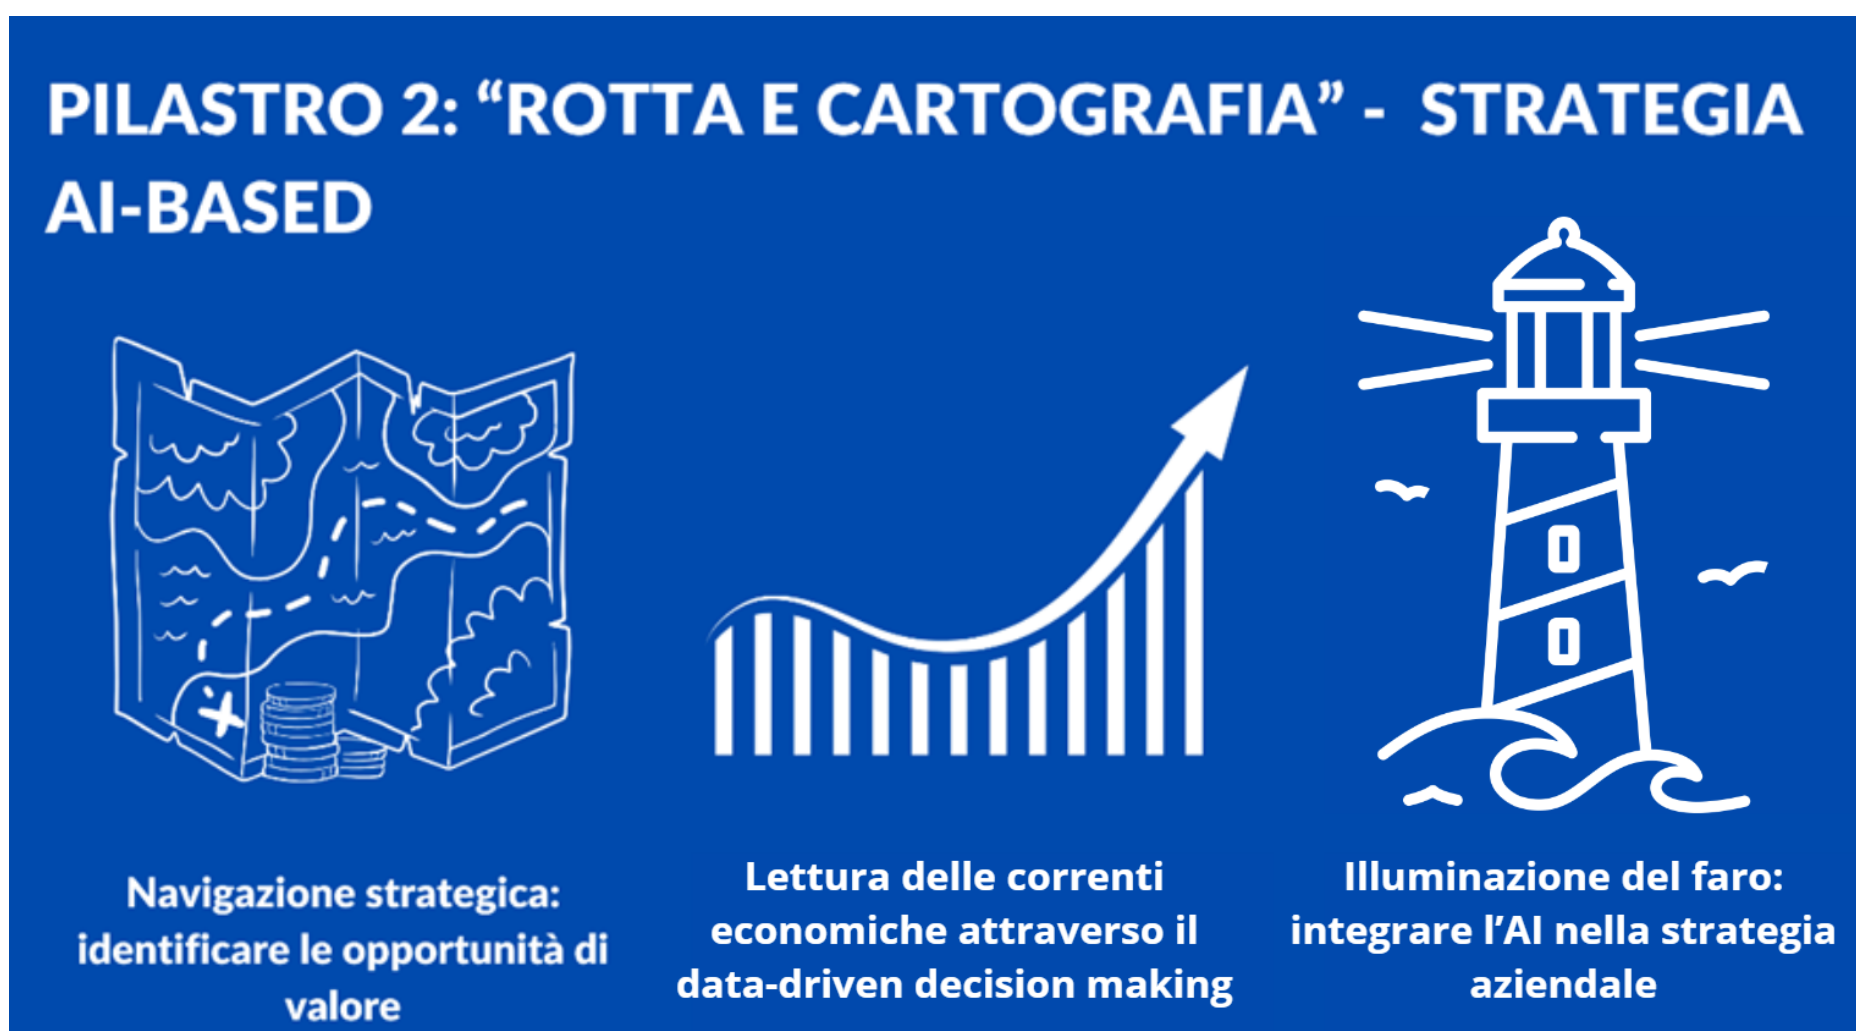 PILASTRO 2: “ROTTA E CARTOGRAFIA” - STRATEGIA
AI-BASED
Navigazione strategica:
identificare le opportunità di
valore
Lettura delle correnti
economiche attraverso il
data-driven decision making
Illuminazione del faro:
integrare l’AI nella strategia
aziendale